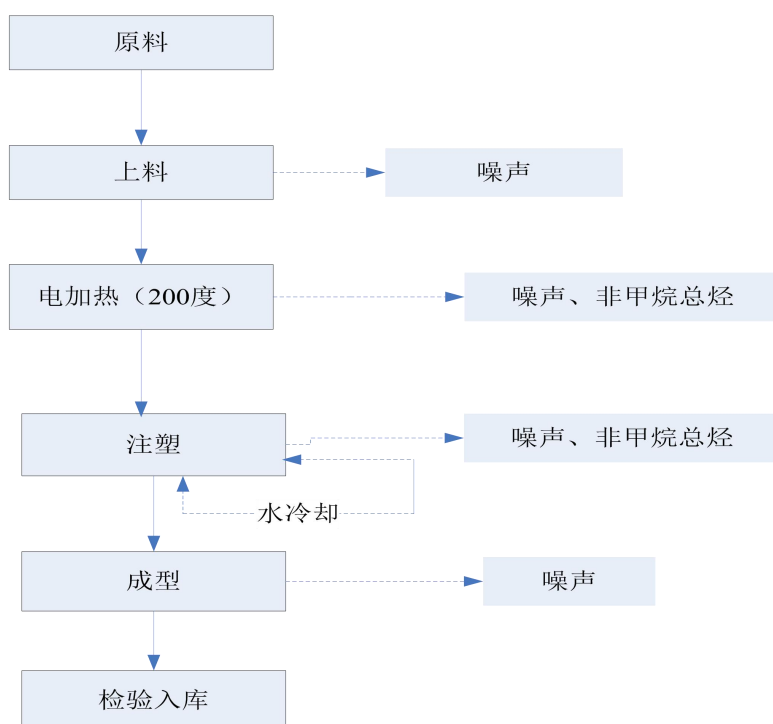 原料
上料
噪声
电加热（200度）
噪声、非甲烷总烃
注塑
噪声、非甲烷总烃
水冷却
成型
噪声
检验入库